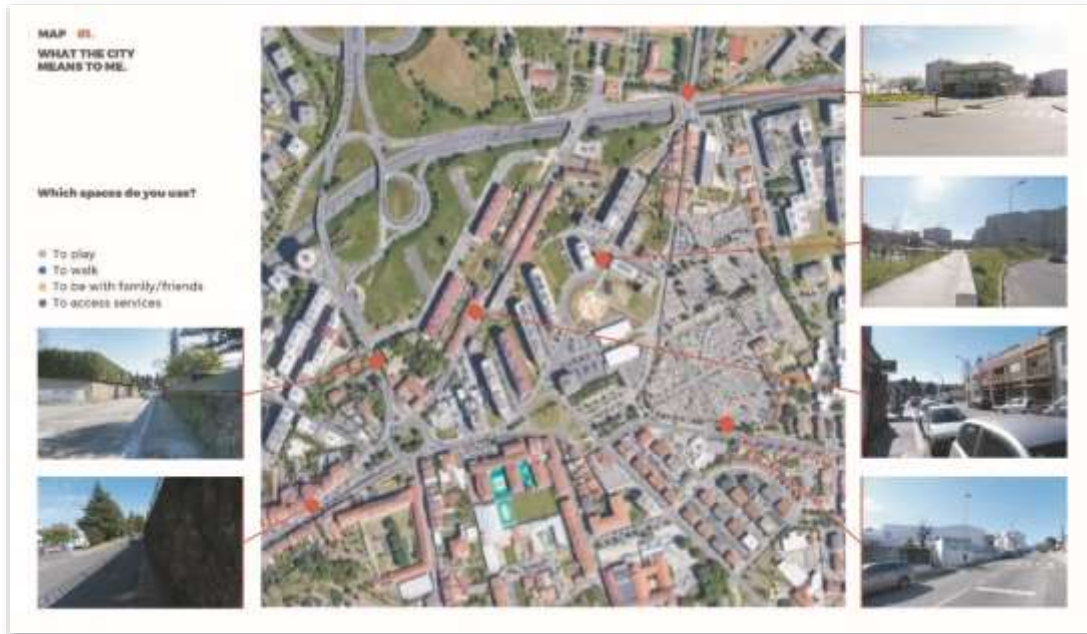 MAP 01.
WHAT THE CITY
MEANS TO ME.
Which spaces do you use?
To play
To walk
To be with family/friends
To access services